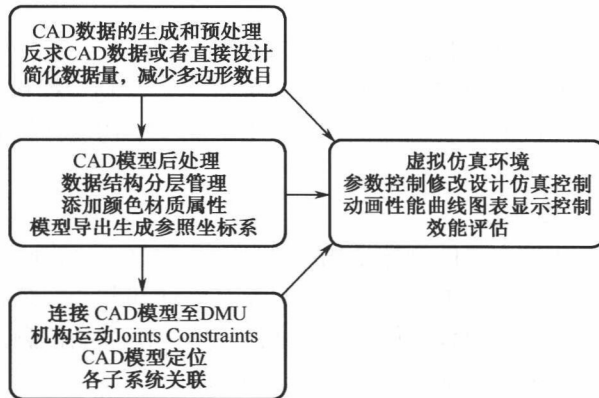 CAD数据的生成和预处理
反求CAD数据或者直接设计
简化数据量，减少多边形数目
CAD模型后处理
数据结构分层管理
添加颜色材质属性
模型导出生成参照坐标系
虚拟仿真环境
参数控制修改设计仿真控制
动画性能曲线图表显示控制
效能评估
连接 CAD模型至DMU
机构运动Joints Constraints
CAD模型定位
各子系统关联